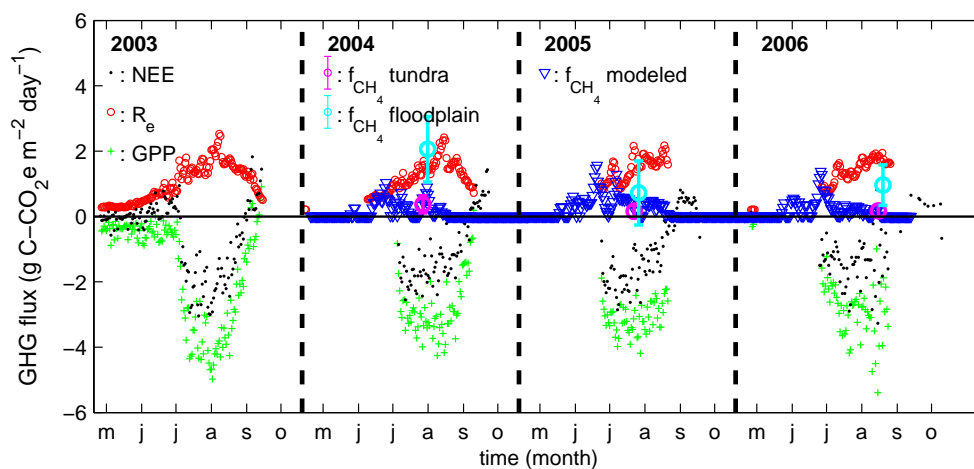 6
4
2
0
−2
−4
−6
GHG flux (g C−CO2 e m−2 day−1)
2003
2004
2005
2006
: NEE
: Re
: GPP
: fCH4 tundra
: fCH4 floodplain
: fCH4 modeled
m j j a s o m j j a s o m j j a s o m j j a s o
time (month)